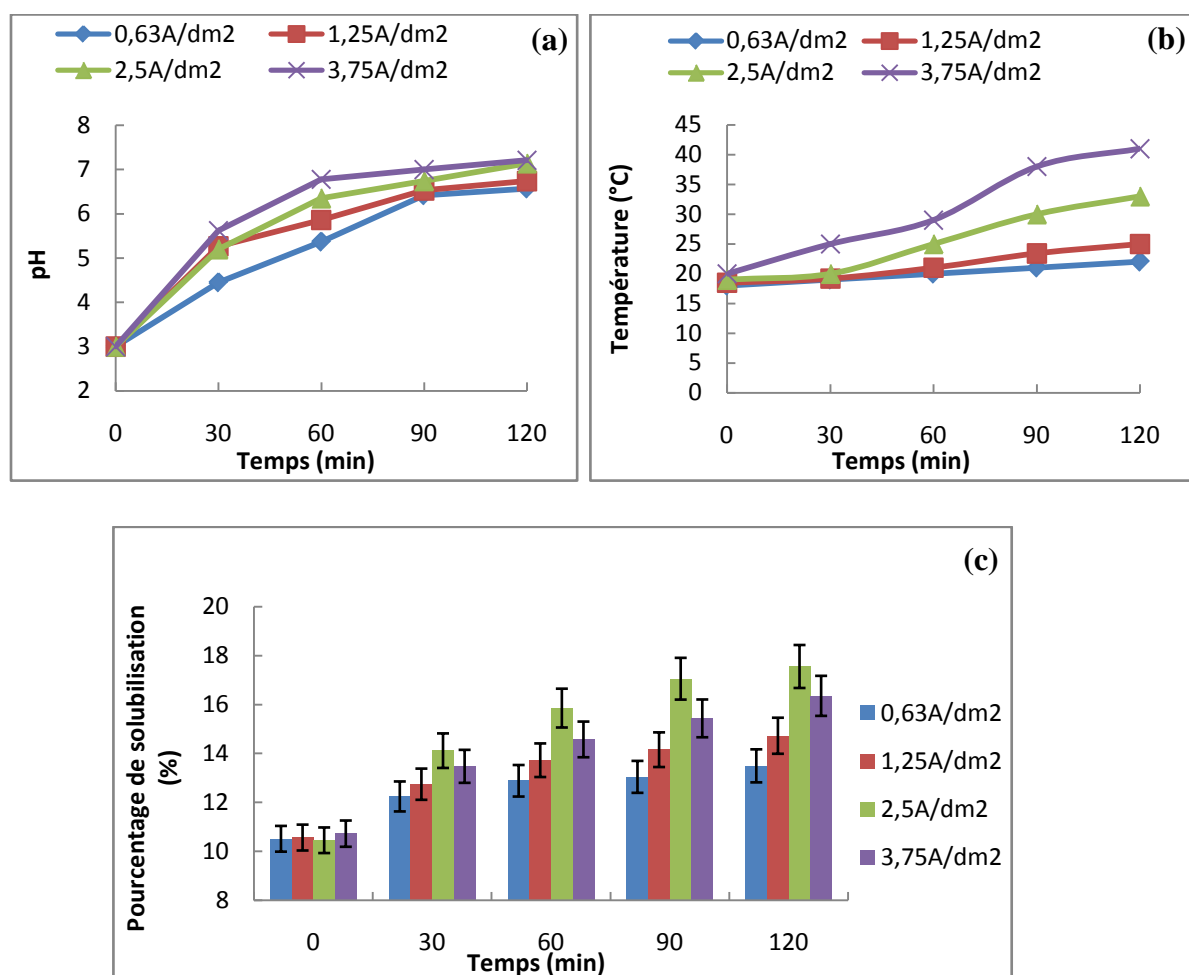 0,63A/dm2 1,25A/dm2 (a)
2,5A/dm2 3,75A/dm2
pH
8
7
6
5
4
3
2
0 30 60 90 120
Temps (min)
0,63A/dm2 1,25A/dm2 (b)
2,5A/dm2 3,75A/dm2
Température (°C)
45
40
35
30
25
20
15
10
5
0
0 30 60 90 120
Temps (min)
(c)
Pourcentage de solubilisation
(%)
20
18
16
14
12
10
8
0 30 60 90 120
Temps (min)
0,63A/dm2
1,25A/dm2
2,5A/dm2
3,75A/dm2